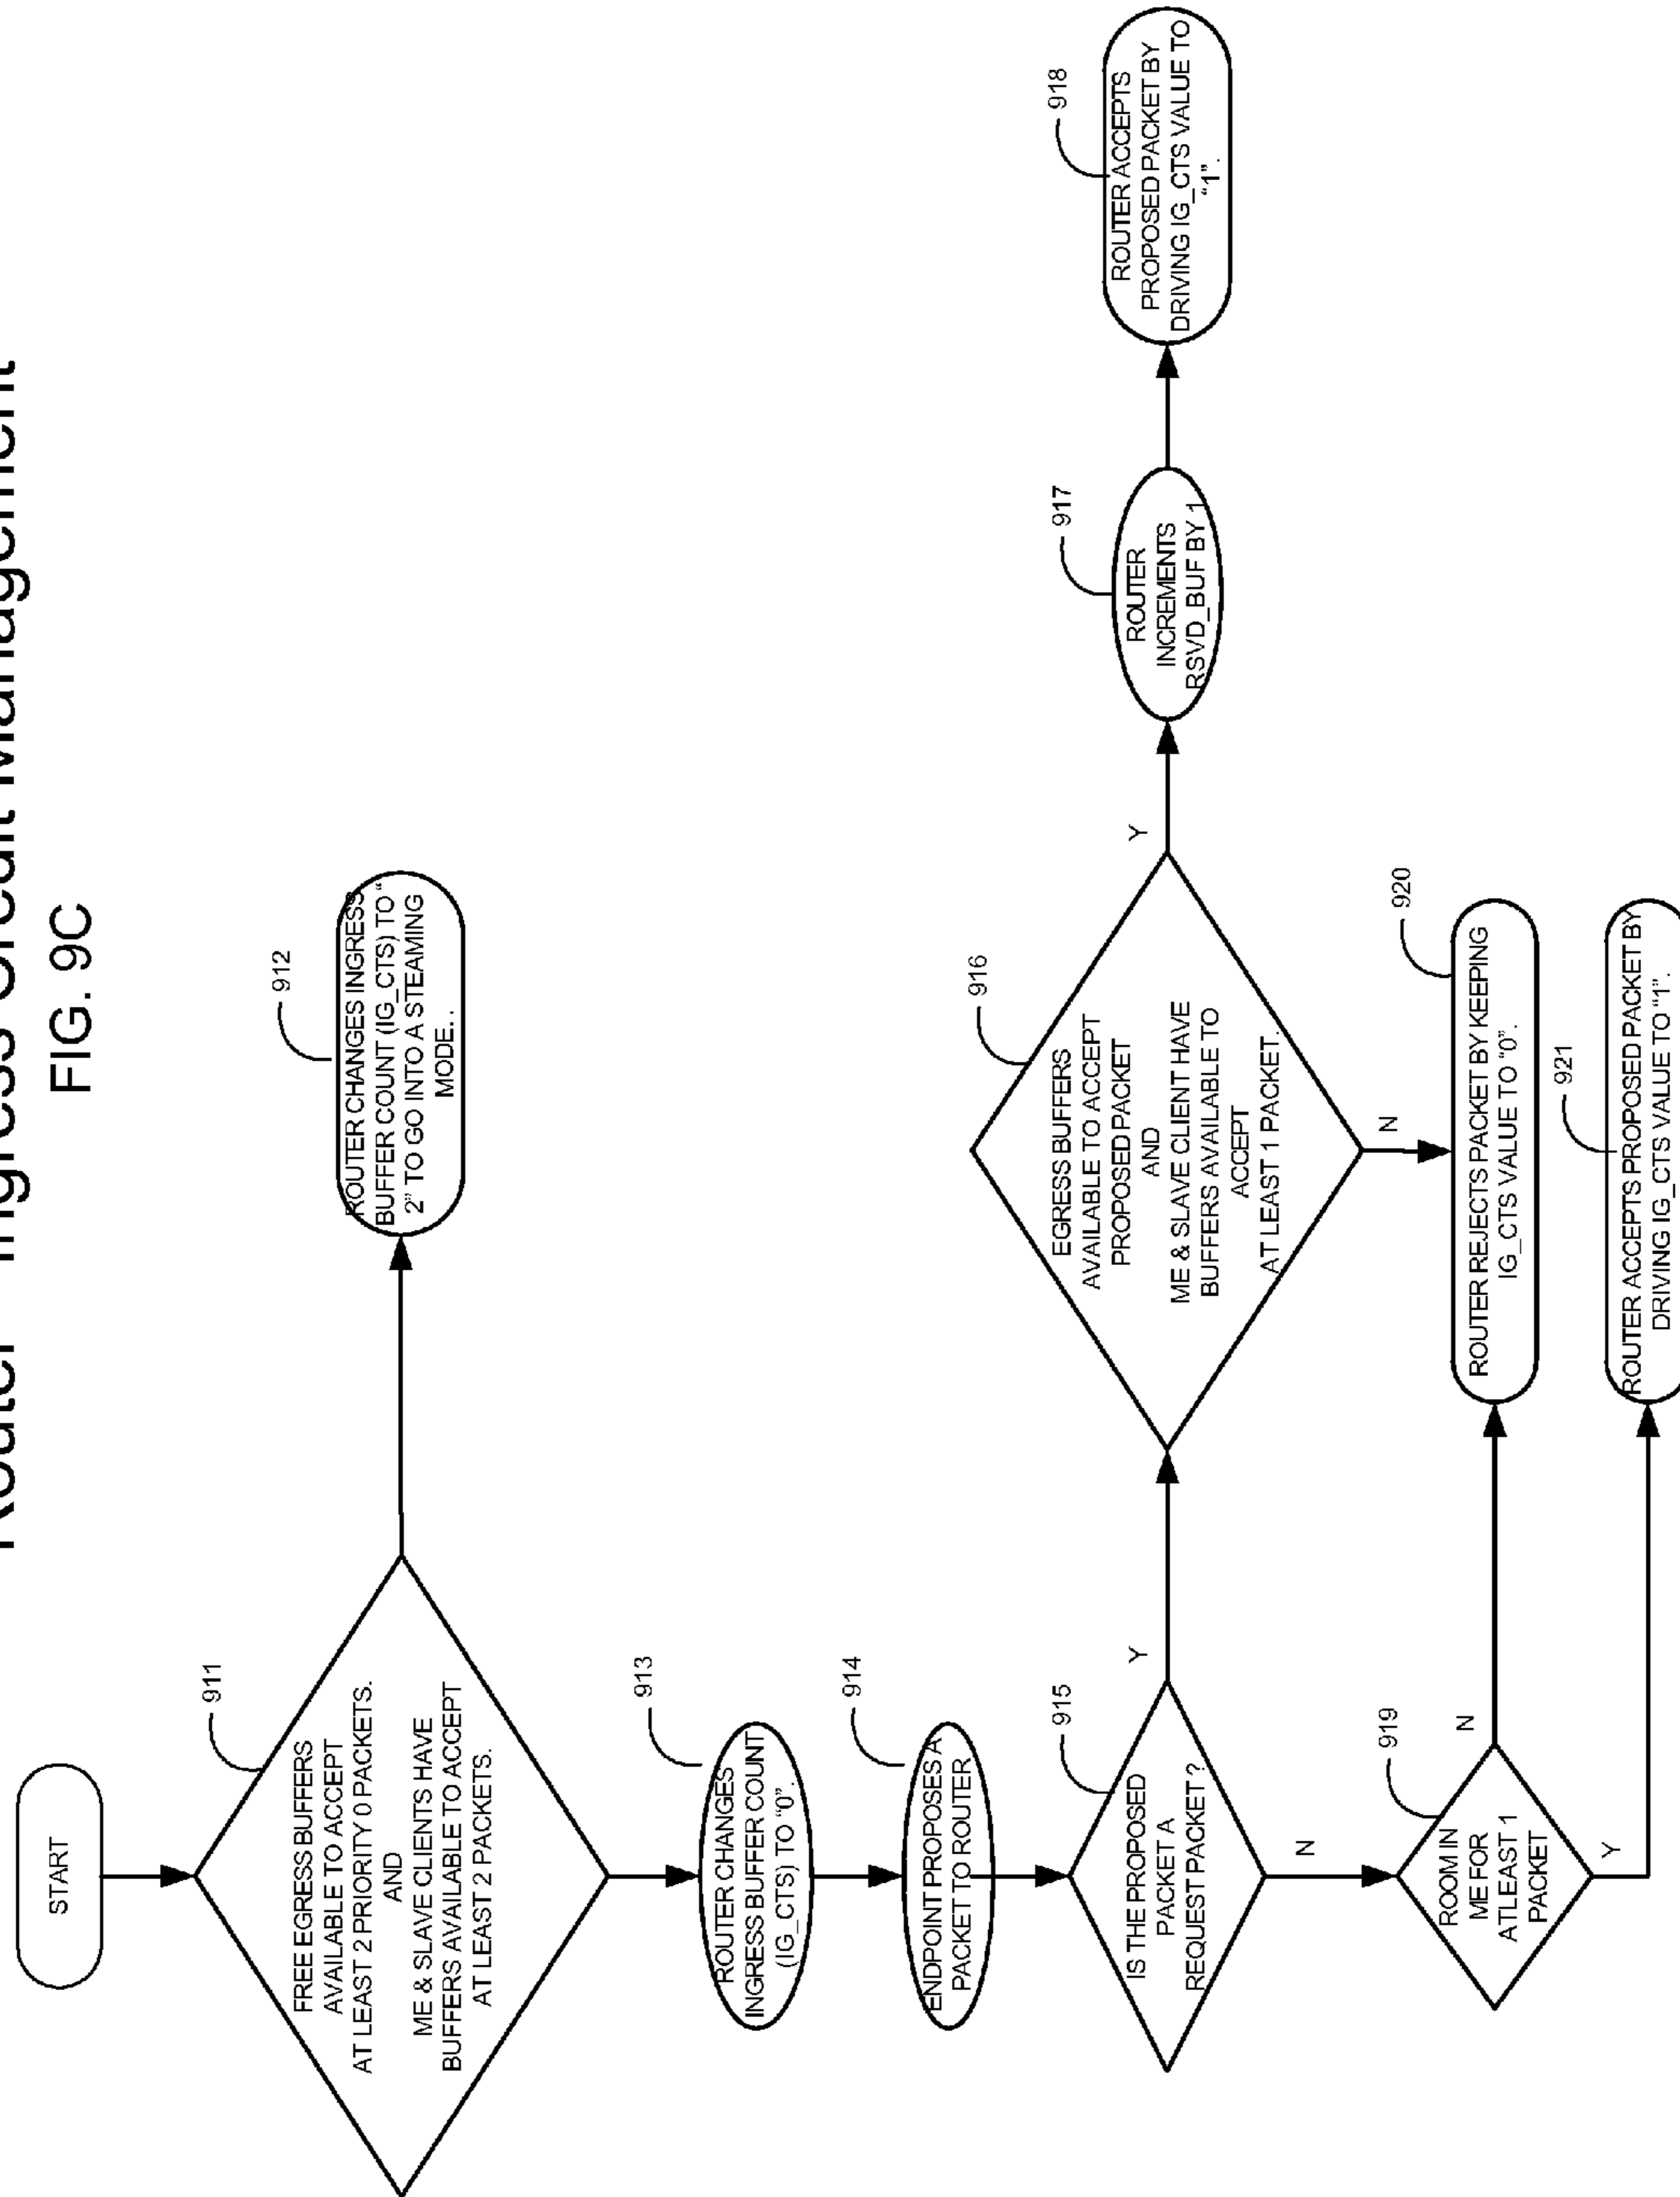 Router – Ingress Credit Management
FIG. 9C
START
911
FREE EGRESS BUFFERS
AVAILABLE TO ACCEPT
AT LEAST 2 PRIORITY 0 PACKETS.
AND
ME & SLAVE CLIENTS HAVE
BUFFERS AVAILABLE TO ACCEPT
AT LEAST 2 PACKETS.
912
ROUTER CHANGES INGRESS
BUFFER COUNT (IG_CTS) TO “
2” TO GO INTO A STEAMING
MODE..
913
ROUTER CHANGES
INGRESS BUFFER COUNT
(IG_CTS) TO “0”.
914
ENDPOINT PROPOSES A
PACKET TO ROUTER
915
IS THE PROPOSED
PACKET A
REQUEST PACKET ?
Y
N
916
EGRESS BUFFERS
AVAILABLE TO ACCEPT
PROPOSED PACKET
AND
ME & SLAVE CLIENT HAVE
BUFFERS AVAILABLE TO
ACCEPT
AT LEAST 1 PACKET.
Y
N
917
ROUTER
INCREMENTS
RSVD_BUF BY 1
918
ROUTER ACCEPTS
PROPOSED PACKET BY
DRIVING IG_CTS VALUE TO
“1”.
919
ROOM IN
ME FOR
ATLEAST 1
PACKET
N
Y
920
ROUTER REJECTS PACKET BY KEEPING
IG_CTS VALUE TO “0”.
921
ROUTER ACCEPTS PROPOSED PACKET BY
DRIVING IG_CTS VALUE TO “1”.